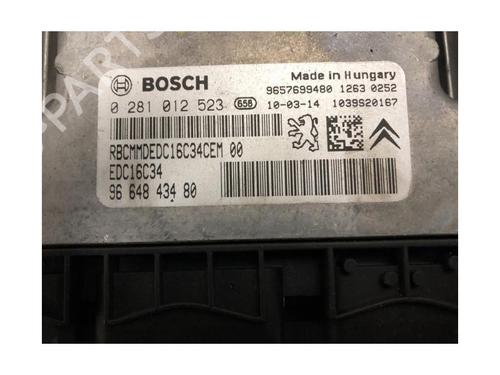 BOSCH
Made in Hungary
9657699480 1263 0252
0 281 012 523 658 10-03-14 1039S20167
RBCMMDEDC16C34CEM 00
EDC16C34
96 648 434 80